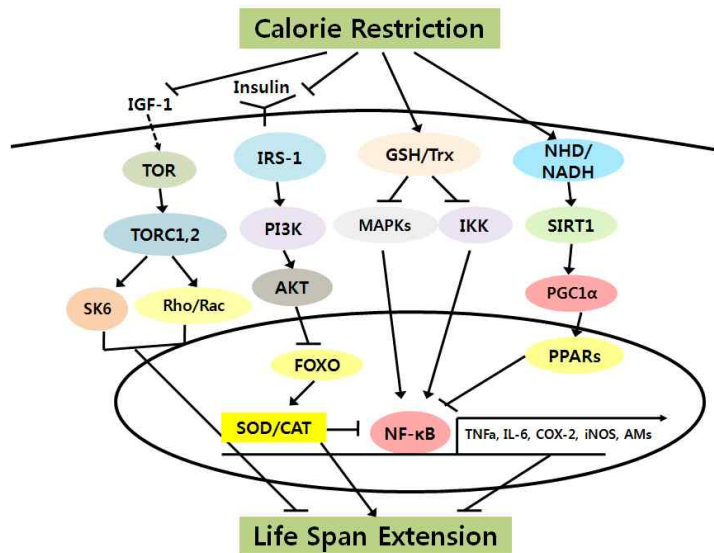 Calorie Restriction
Insulin
IGF-1
IRS-1
GSH/Trx
NHD/
NADH
TOR
TORC1,2
PI3K
MAPKs
IKK
SIRT1
AKT
PGC1α
SK6
Rho/Rac
FOXO
PPARs
SOD/CAT
NF-κB
TNFa, IL-6, COX-2, iNOS, AMs
Life Span Extension